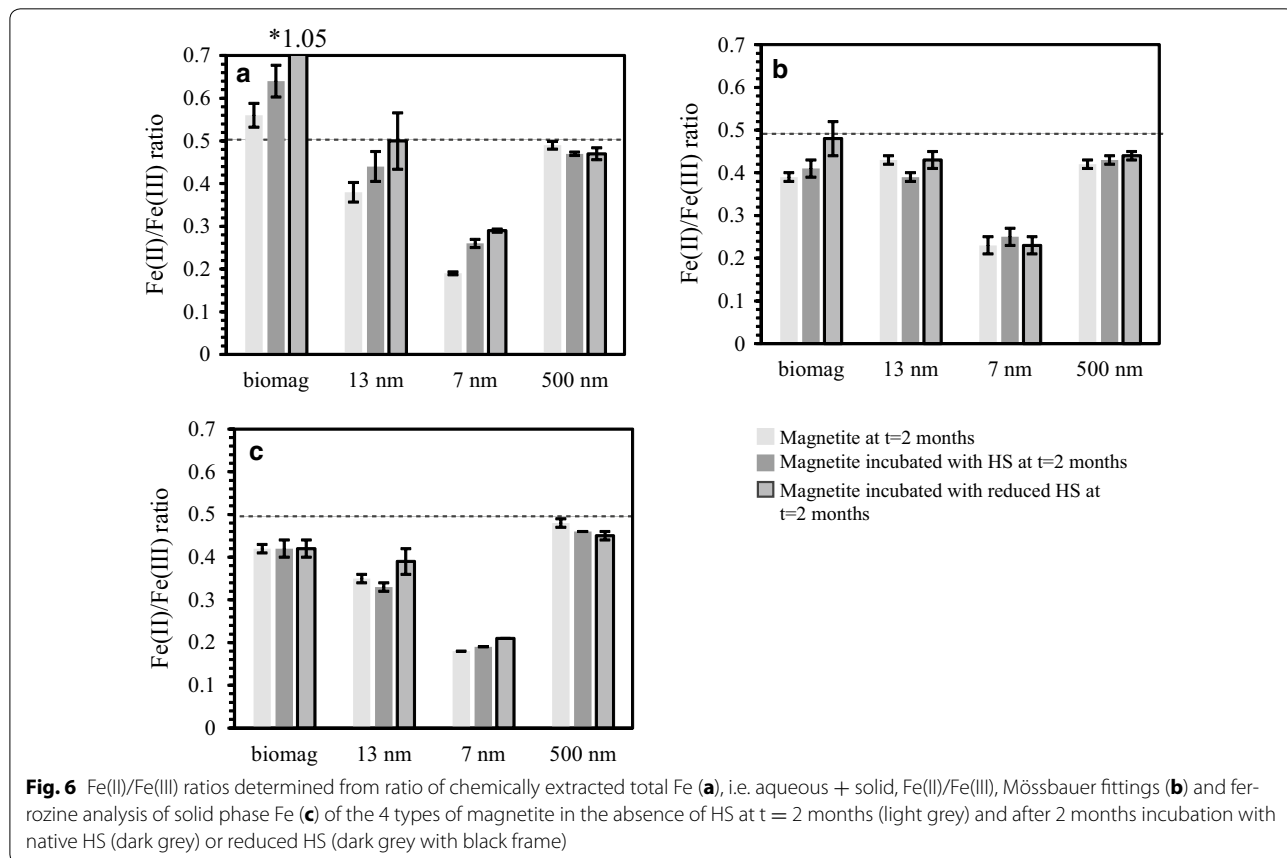 *1.05
a
0.7
0.6
0.5
0.4
0.3
0.2
0.1
0
Fe(II)/Fe(III) ratio
biomag 13 nm 7 nm 500 nm
b
0.7
0.6
0.5
0.4
0.3
0.2
0.1
0
Fe(II)/Fe(III) ratio
biomag 13 nm 7 nm 500 nm
c
0.7
0.6
0.5
0.4
0.3
0.2
0.1
0
Fe(II)/Fe(III) ratio
biomag 13 nm 7 nm 500 nm
Magnetite at t=2 months
Magnetite incubated with HS at t=2 months
Magnetite incubated with reduced HS at
t=2 months
Fig. 6 Fe(II)/Fe(III) ratios determined from ratio of chemically extracted total Fe (a), i.e. aqueous + solid, Fe(II)/Fe(III), Mössbauer fittings (b) and fer-
rozine analysis of solid phase Fe (c) of the 4 types of magnetite in the absence of HS at t = 2 months (light grey) and after 2 months incubation with
native HS (dark grey) or reduced HS (dark grey with black frame)